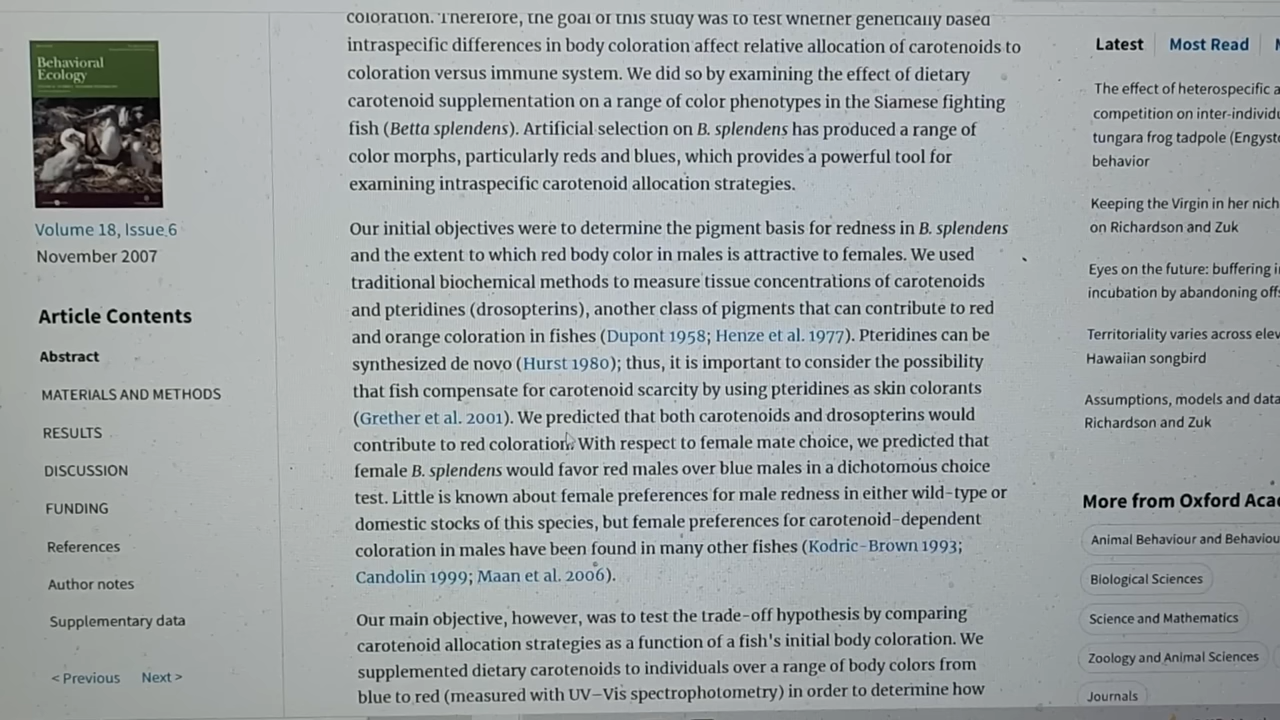 Behavioral
Ecology
Volume 18, Issue 6
November 2007
Article Contents
Abstract
MATERIALS AND METHODS
RESULTS
DISCUSSION
FUNDING
References
Author notes
Supplementary data
< Previous Next >
coloration. Therefore, the goal of this study was to test whether genetically based
intraspecific differences in body coloration affect relative allocation of carotenoids to
coloration versus immune system. We did so by examining the effect of dietary
carotenoid supplementation on a range of color phenotypes in the Siamese fighting
fish (Betta splendens). Artificial selection on B. splendens has produced a range of
color morphs, particularly reds and blues, which provides a powerful tool for
examining intraspecific carotenoid allocation strategies.
Our initial objectives were to determine the pigment basis for redness in B. splendens
and the extent to which red body color in males is attractive to females. We used
traditional biochemical methods to measure tissue concentrations of carotenoids
and pteridines (drosopterins), another class of pigments that can contribute to red
and orange coloration in fishes (Dupont 1958; Henze et al. 1977). Pteridines can be
synthesized de novo (Hurst 1980); thus, it is important to consider the possibility
that fish compensate for carotenoid scarcity by using pteridines as skin colorants
(Grether et al. 2001). We predicted that both carotenoids and drosopterins would
contribute to red coloration. With respect to female mate choice, we predicted that
female B. splendens would favor red males over blue males in a dichotomous choice
test. Little is known about female preferences for male redness in either wild-type or
domestic stocks of this species, but female preferences for carotenoid-dependent
coloration in males have been found in many other fishes (Kodric-Brown 1993;
Candolin 1999; Maan et al. 2006).
Our main objective, however, was to test the trade-off hypothesis by comparing
carotenoid allocation strategies as a function of a fish's initial body coloration. We
supplemented dietary carotenoids to individuals over a range of body colors from
blue to red (measured with UV–Vis spectrophotometry) in order to determine how
Latest Most Read
The effect of heterospecific a
competition on inter-individu
tungara frog tadpole (Engyst
behavior
Keeping the Virgin in her nich
on Richardson and Zuk
Eyes on the future: buffering i
incubation by abandoning off
Territoriality varies across elev
Hawaiian songbird
Assumptions, models and data
Richardson and Zuk
More from Oxford Aca
Animal Behaviour and Behaviou
Biological Sciences
Science and Mathematics
Zoology and Animal Sciences
Journals